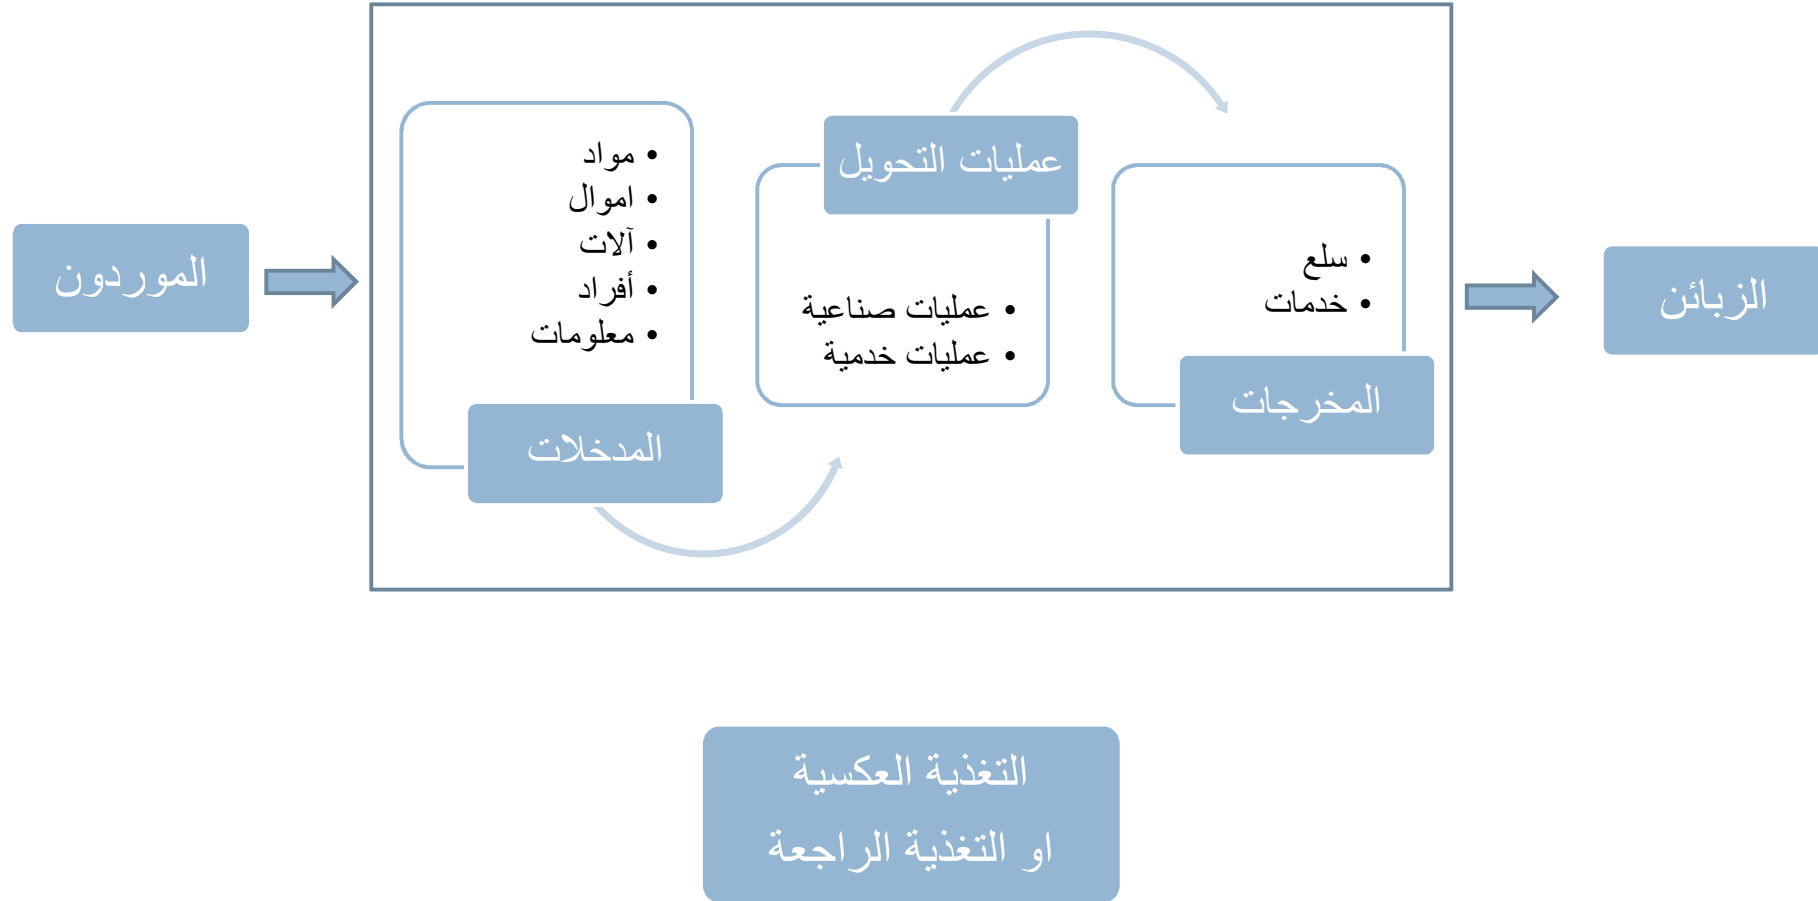 الموردون
• مواد
• اموال
• آلات
• أفراد
• معلومات
المدخلات
عمليات التحويل
• عمليات صناعية
• عمليات خدمية
• سلع
• خدمات
المخرجات
الزبائن
التغذية العكسية
او التغذية الراجعة